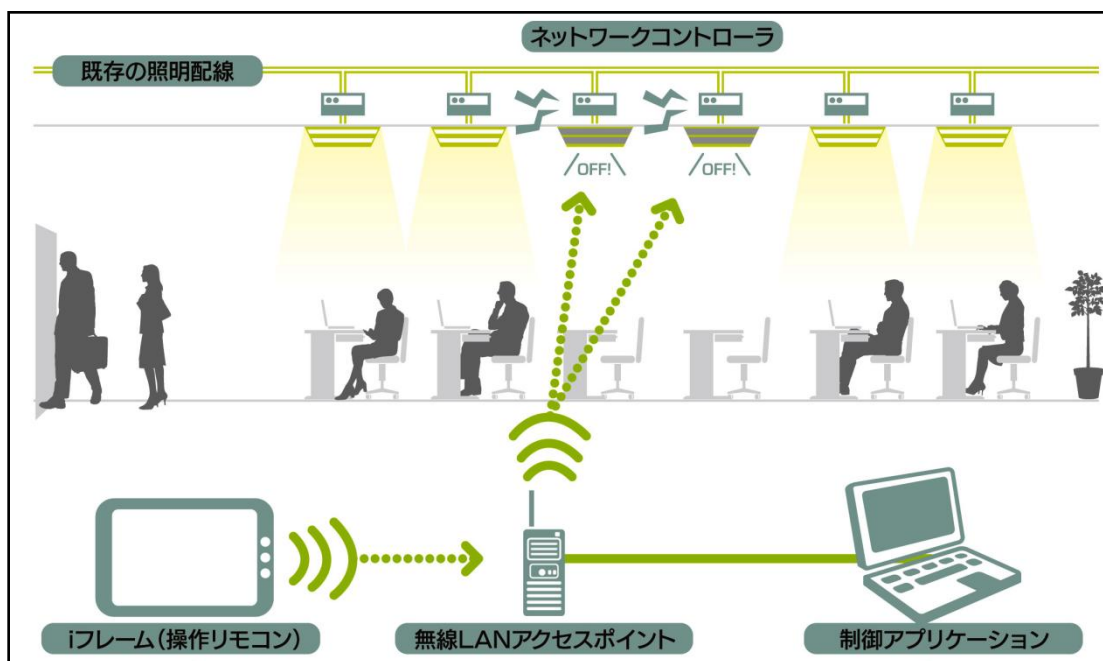 ネットワークコントローラ
既存の照明配線
OFF!
OFF!
iフレーム(操作リモコン)
無線LANアクセスポイント
制御アプリケーション